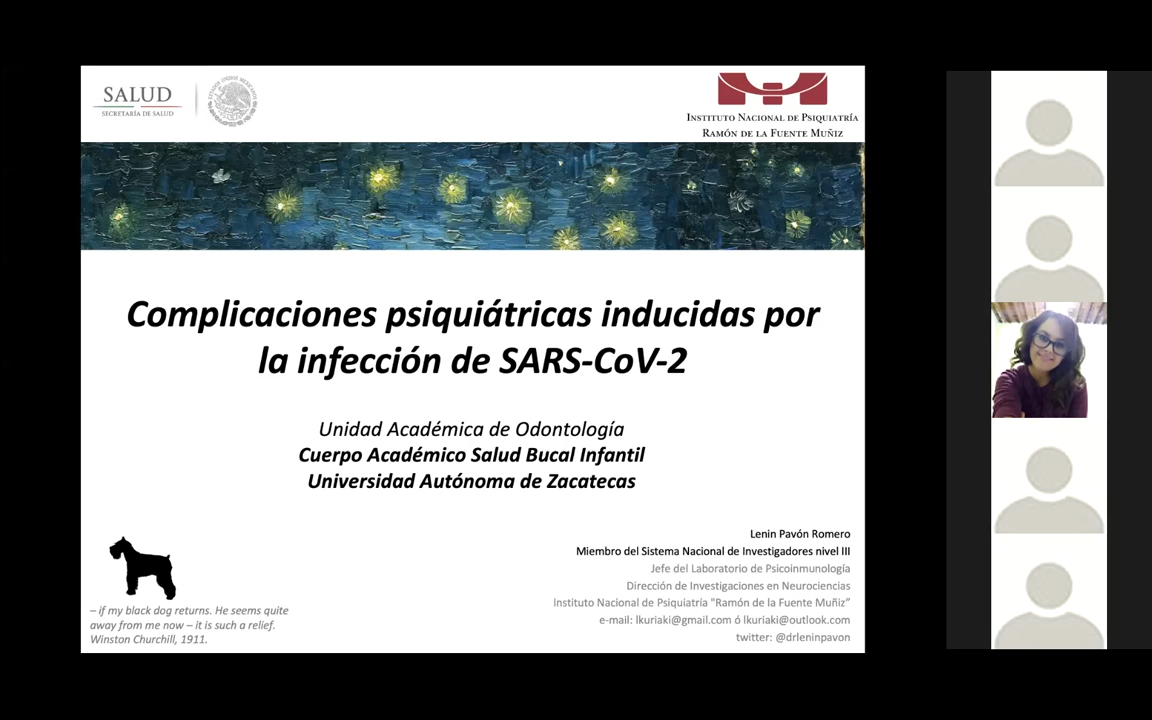 SALUD
SECRETARÍA DE SALUD
ESTADOS UNIDOS MEXICANOS
INSTITUTO NACIONAL DE PSIQUIATRÍA
RAMÓN DE LA FUENTE MUÑIZ
Complicaciones psiquiátricas inducidas por
la infección de SARS-CoV-2
Unidad Académica de Odontología
Cuerpo Académico Salud Bucal Infantil
Universidad Autónoma de Zacatecas
Lenin Pavón Romero
Miembro del Sistema Nacional de Investigadores nivel III
Jefe del Laboratorio de Psicoinmunología
Dirección de Investigaciones en Neurociencias
Instituto Nacional de Psiquiatría "Ramón de la Fuente Muñiz”
e-mail: lkuriaki@gmail.com ó lkuriaki@outlook.com
twitter: @drleninpavon
– if my black dog returns. He seems quite
away from me now – it is such a relief.
Winston Churchill, 1911.